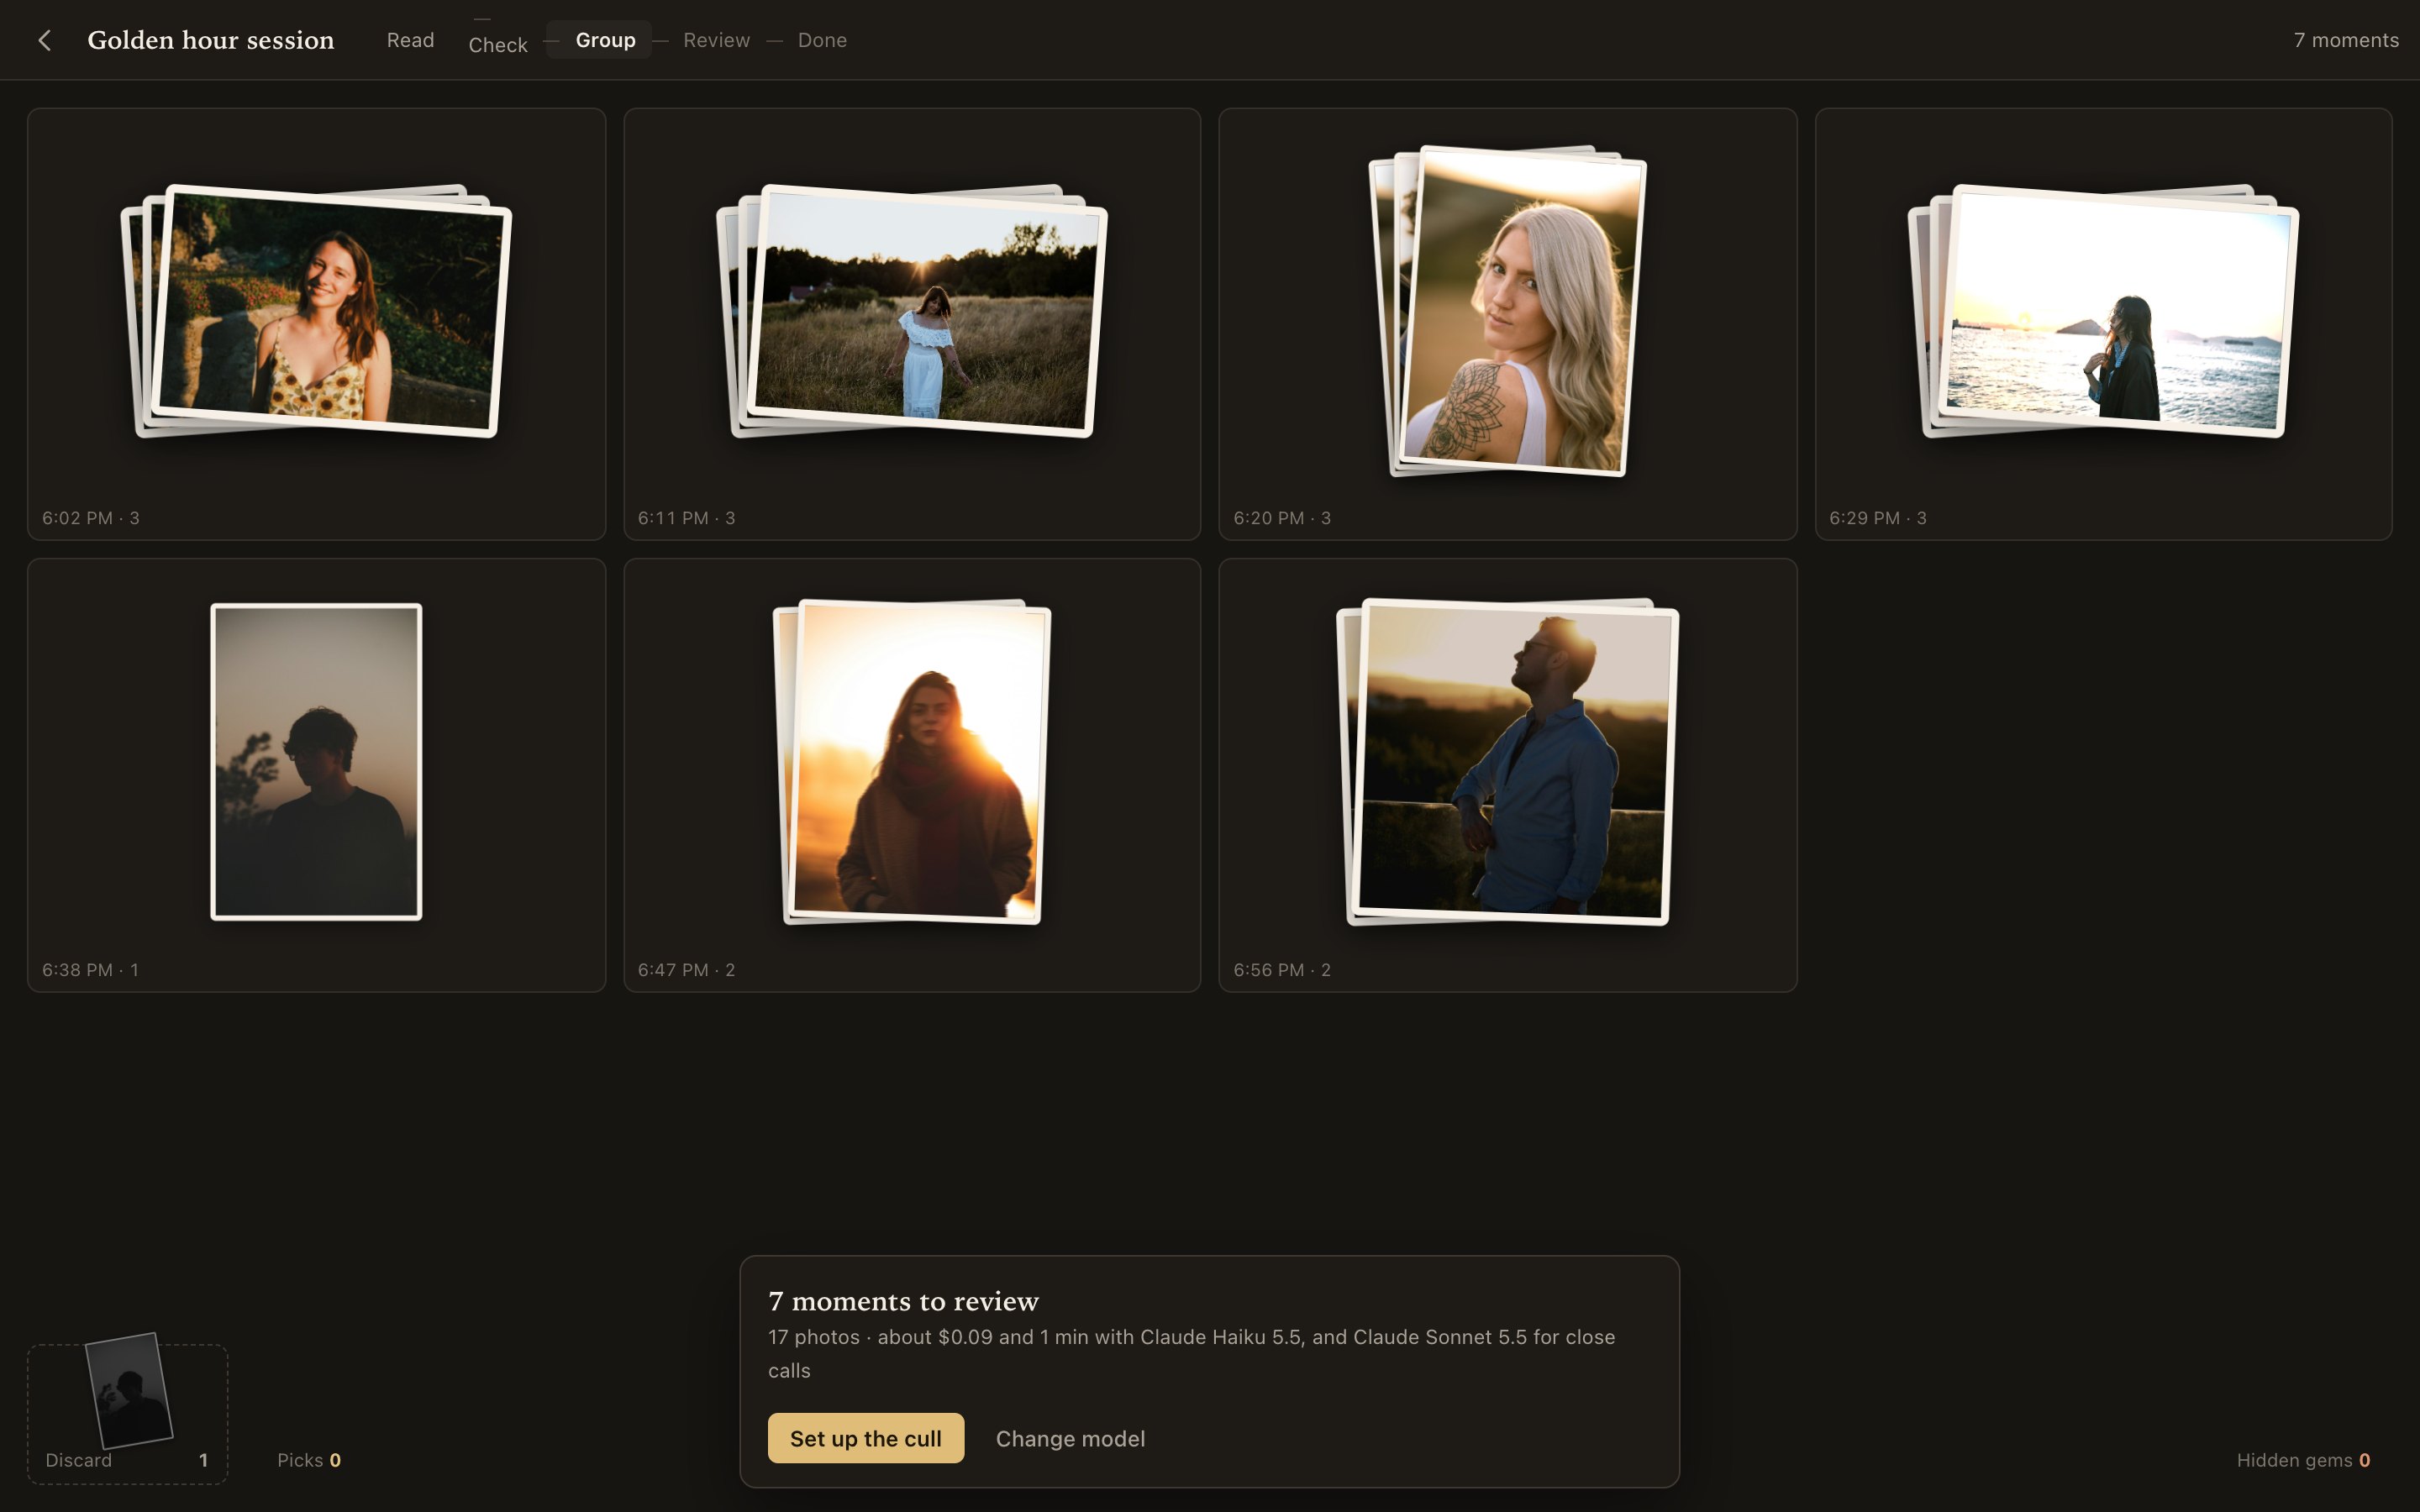 Golden hour session
Read
— Check — Group — Review — Done
7 moments
6:02 PM · 3
6:11 PM · 3
6:20 PM · 3
6:29 PM · 3
6:38 PM · 1
6:47 PM · 2
6:56 PM · 2
7 moments to review
17 photos · about $0.09 and 1 min with Claude Haiku 5.5, and Claude Sonnet 5.5 for close
calls
Set up the cull
Change model
Discard 1
Picks 0
Hidden gems 0